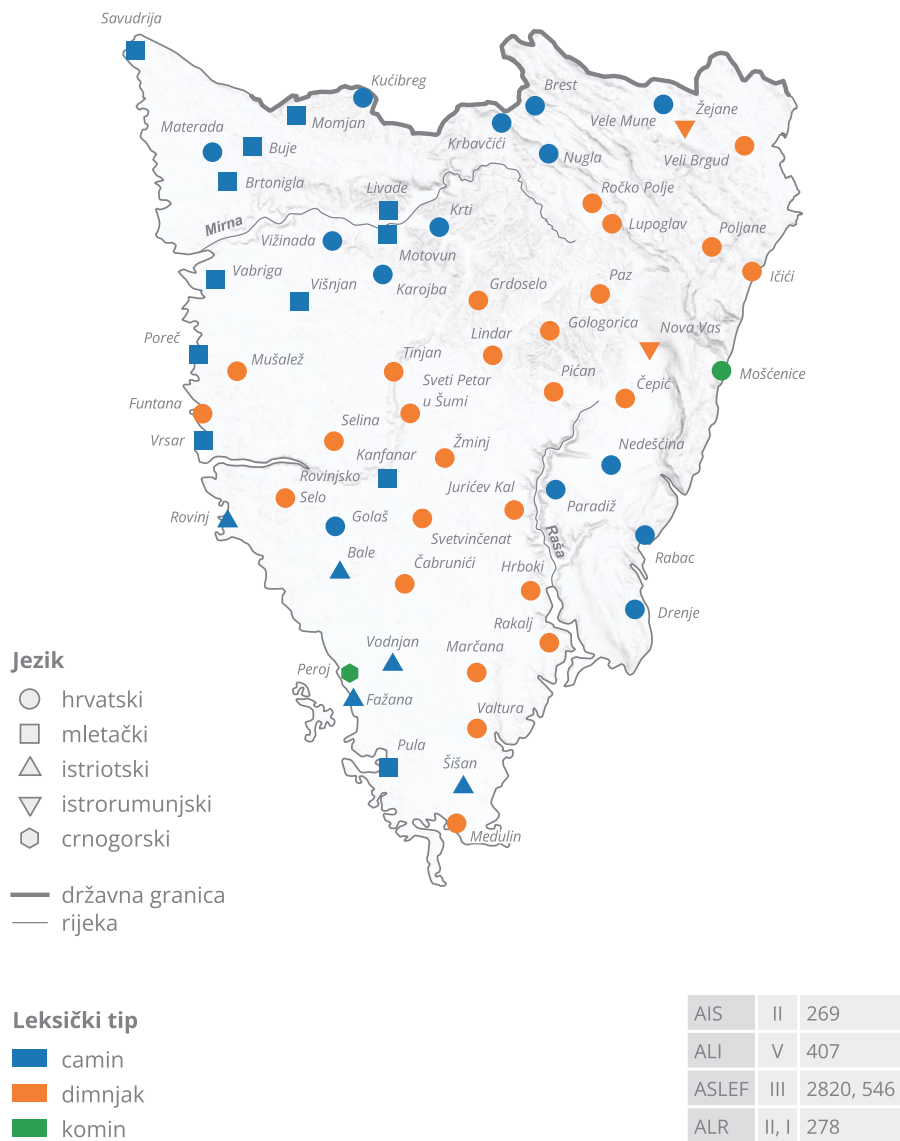 Savudrija
Kućibreg
Brest
Momjan
Vele Mune
Žejane
Materada
Buje
Krbavčići
Nugla
Veli Brgud
Brtonigla
Livade
Ročko Polje
Krti
Mirna
Lupoglav
Poljane
Vižinada
Motovun
Vabriga
Višnjan
Karojba
Grdoselo
Paz
Ičići
Gologorica
Nova Vas
Poreč
Lindar
Mušalež
Tinjan
Pićan
Mošćenice
Sveti Petar
u Šumi
Čepić
Funtana
Selina
Vrsar
Žminj
Nedešćina
Kanfanar
Rovinjsko
Selo
Jurićev Kal
Paradiž
Rovinj
Golaš
Svetvinčenat
Raša
Bale
Rabac
Čabrunići
Hrboki
Drenje
Rakalj
Vodnjan
Marčana
Peroj
Fažana
Valtura
Pula
Šišan
Medulin
Jezik
hrvatski
mletački
istriotski
istrorumunjski
crnogorski
državna granica
rijeka
Leksički tip
camin
dimnjak
komin
AIS II 269
ALI V 407
ASLEF III 2820, 546
ALR II, I 278